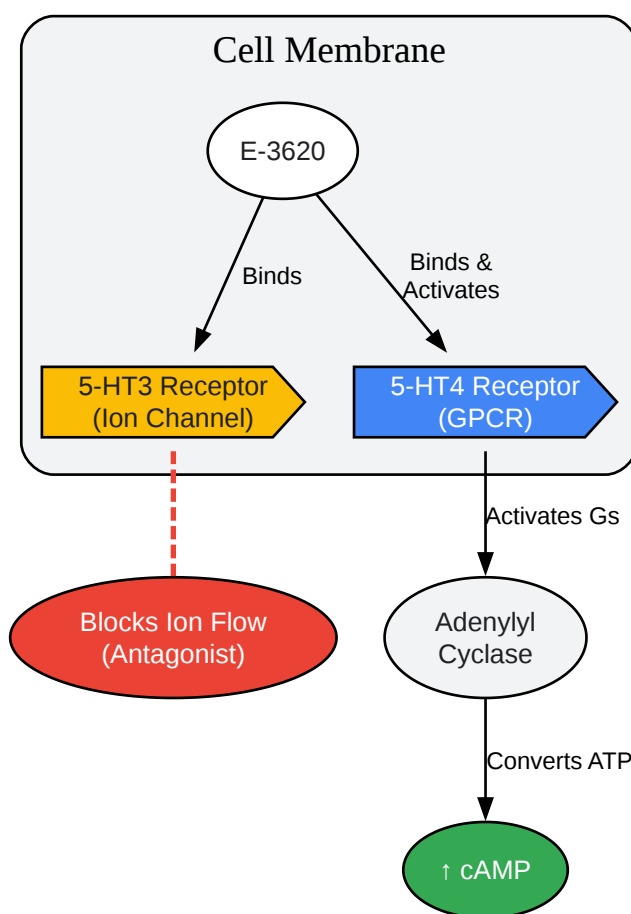 Cell Membrane
E-3620
Binds
Binds &
Activates
5-HT3 Receptor
(Ion Channel)
5-HT4 Receptor
(GPCR)
Activates Gs
Blocks Ion Flow
(Antagonist)
Adenylyl
Cyclase
Converts ATP
↑ cAMP